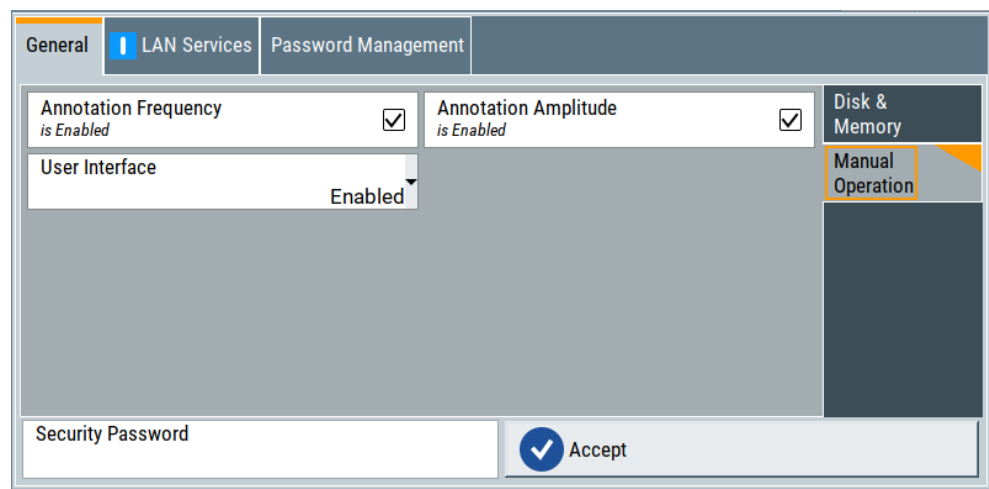 General
LAN Services
Password Management
Annotation Frequency
is Enabled
Annotation Amplitude
is Enabled
User Interface
Enabled
Disk &
Memory
Manual
Operation
Security Password
Accept